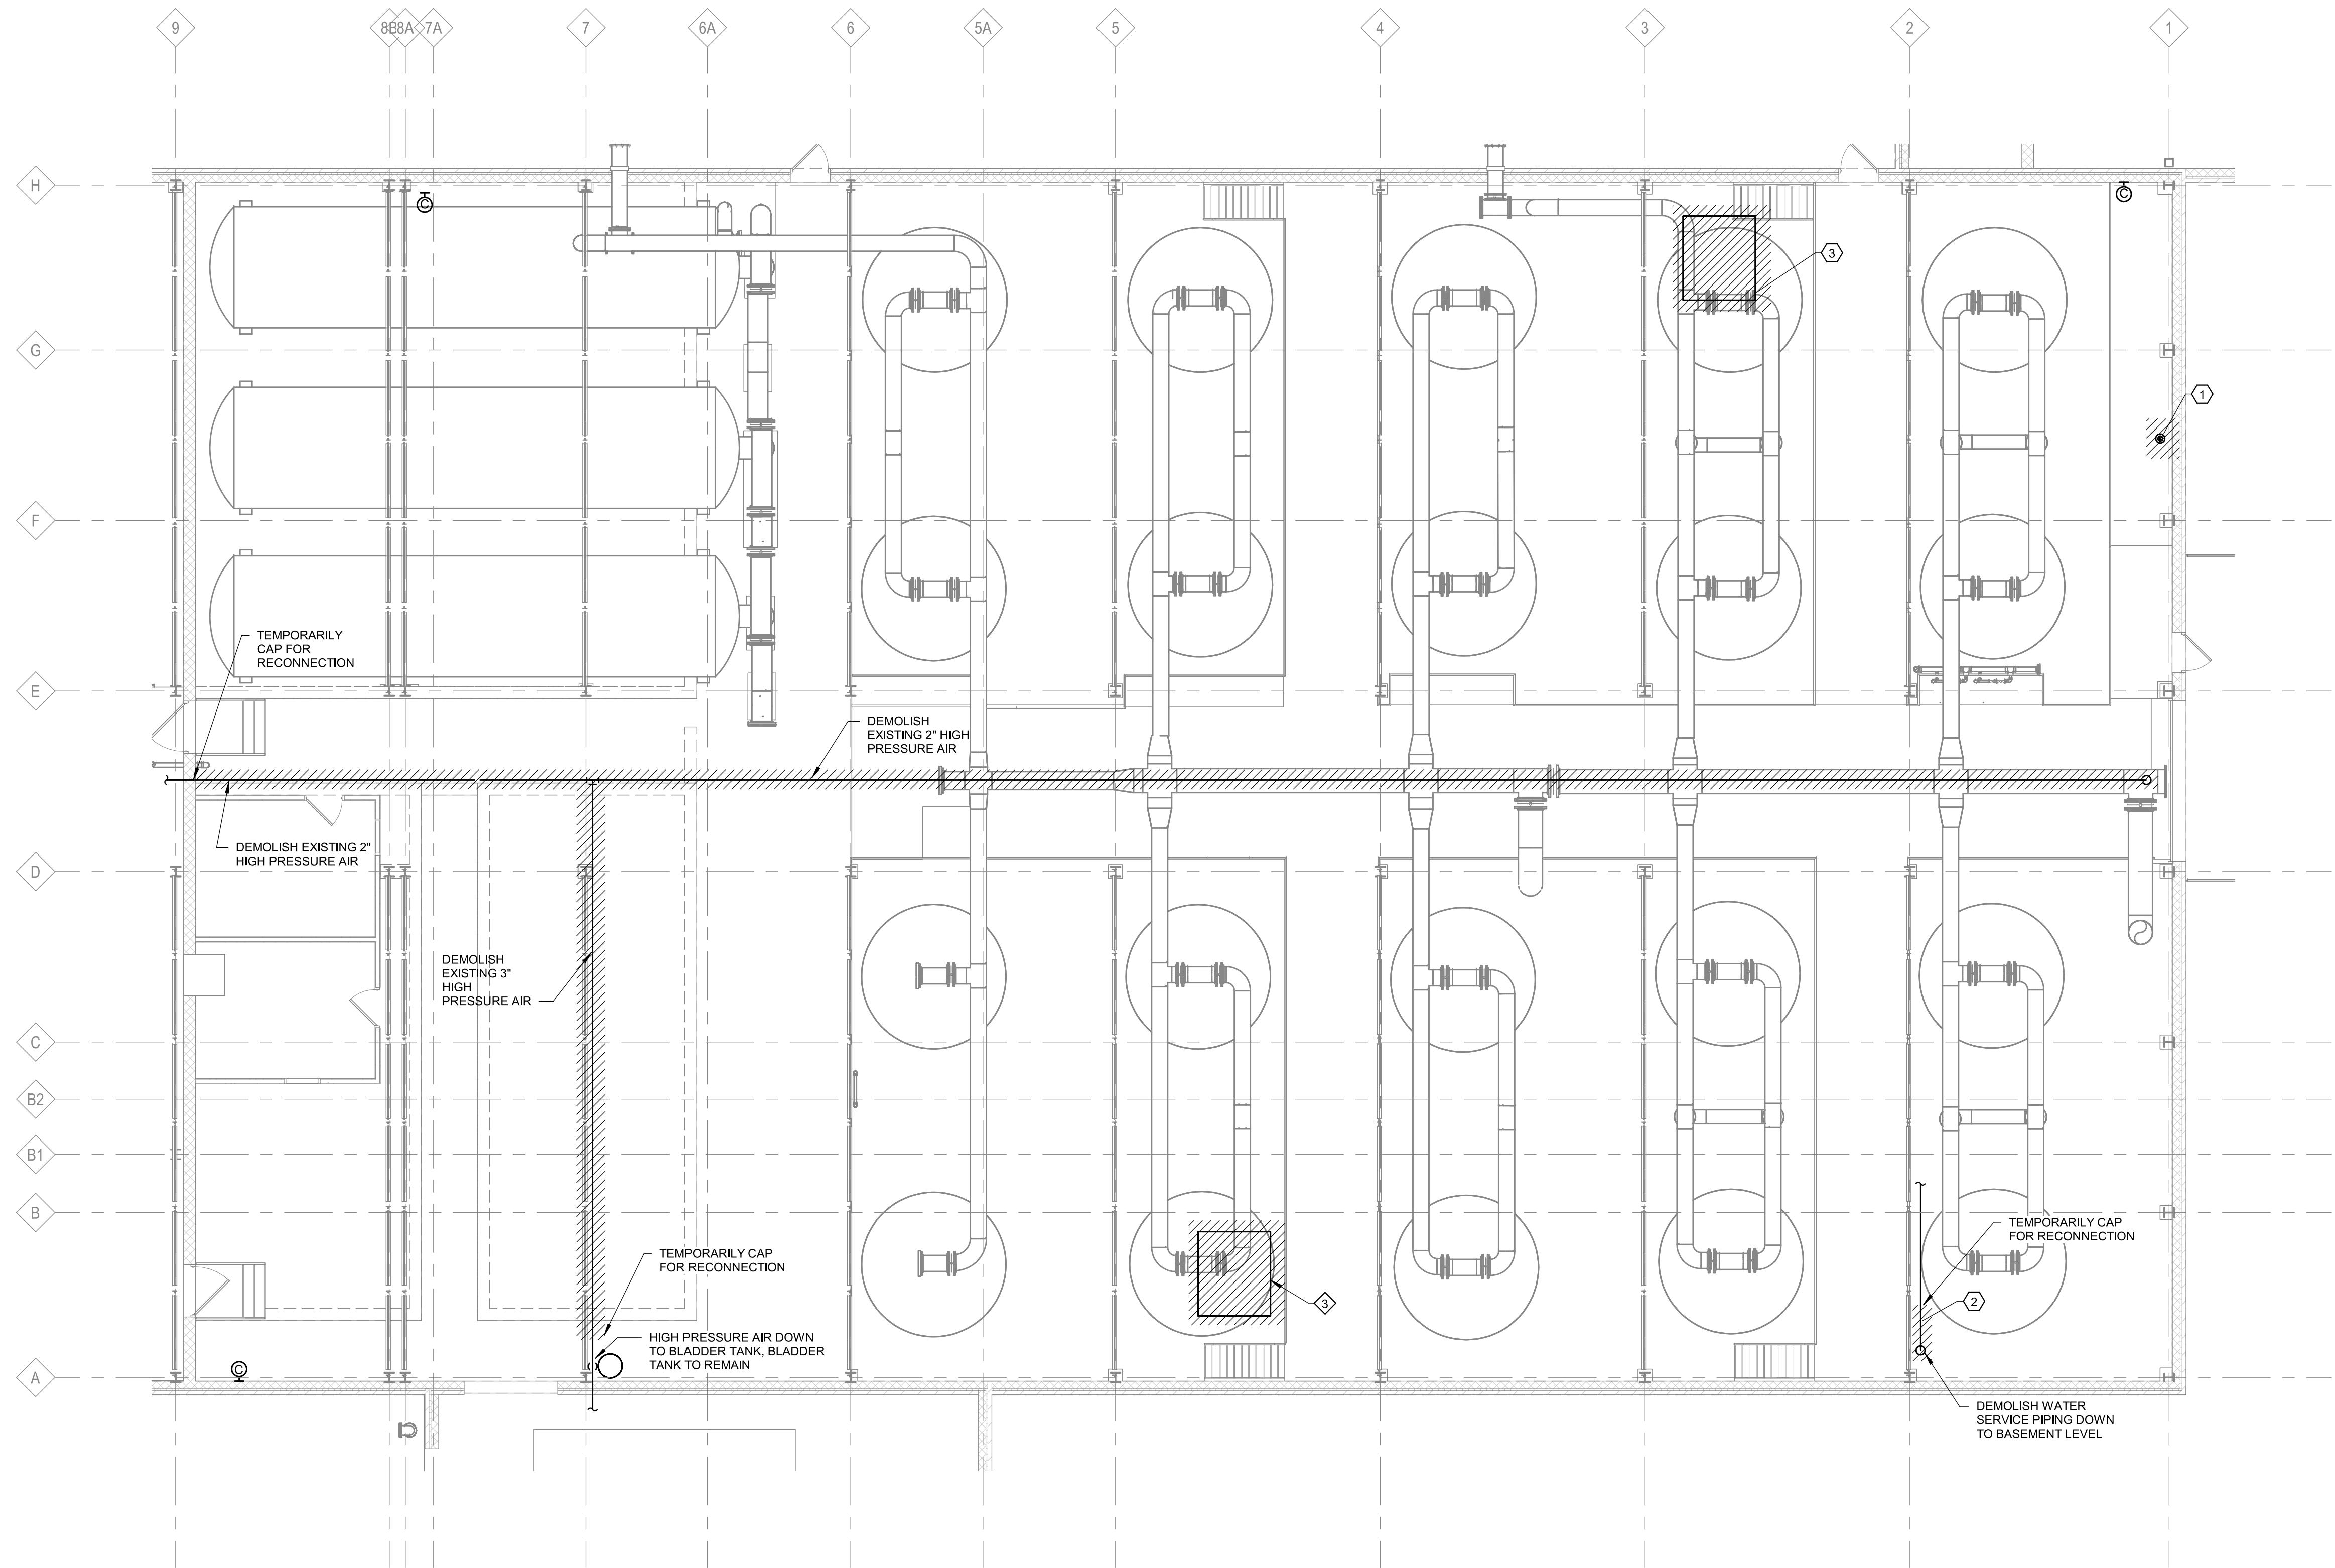 9
8B
8A
7A
7
6A
6
5A
5
4
3
2
1
H
C
C
3
G
1
F
TEMPORARILY
CAP FOR
RECONNECTION
E
DEMOLISH
EXISTING 2" HIGH
PRESSURE AIR
DEMOLISH EXISTING 2"
HIGH PRESSURE AIR
D
DEMOLISH
EXISTING 3"
HIGH
PRESSURE AIR
C
B2
B1
B
TEMPORARILY CAP
FOR RECONNECTION
TEMPORARILY CAP
FOR RECONNECTION
3
2
HIGH PRESSURE AIR DOWN
TO BLADDER TANK, BLADDER
TANK TO REMAIN
A
C
DEMOLISH WATER
SERVICE PIPING DOWN
TO BASEMENT LEVEL